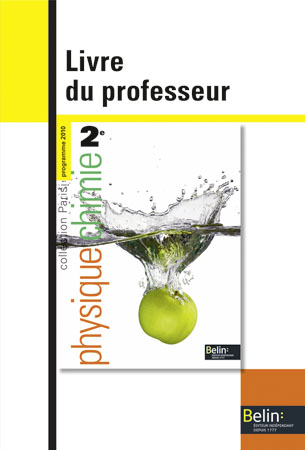 Livre
du professeur
2e
physique chimie
collection Parisi programme 2010
Belin:
Belin:
ÉDITEUR INDÉPENDANT
DEPUIS 1777